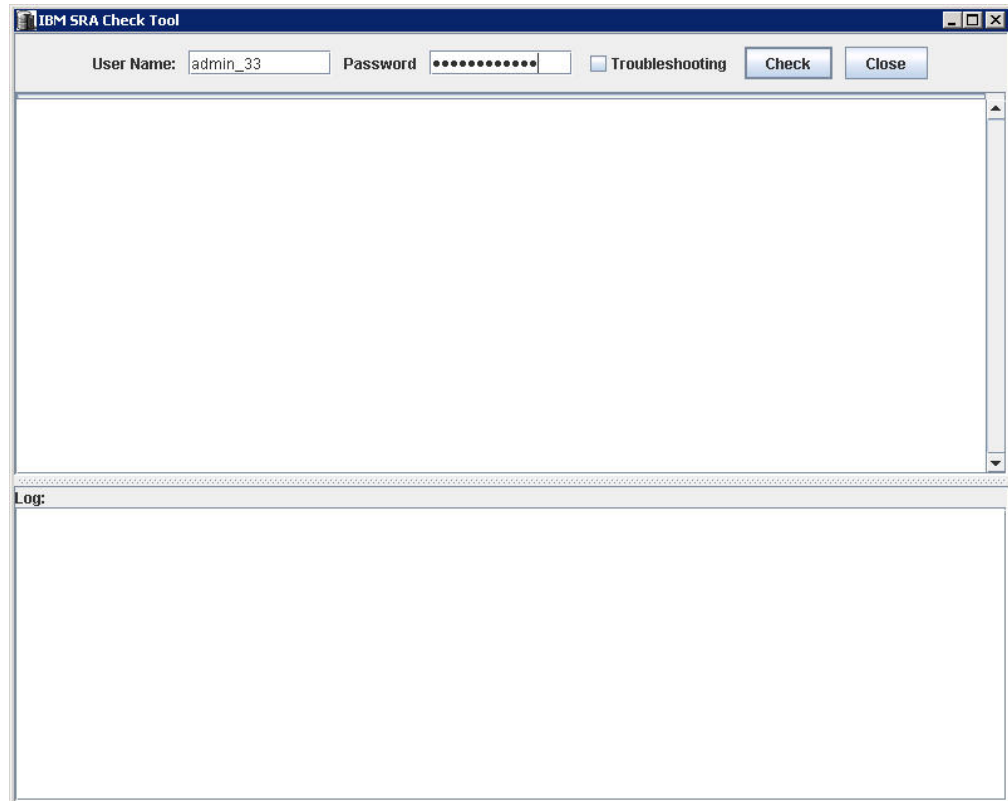 IBM SRA Check Tool
User Name: admin_33 Password •••••••••••• Troubleshooting Check Close
Log: